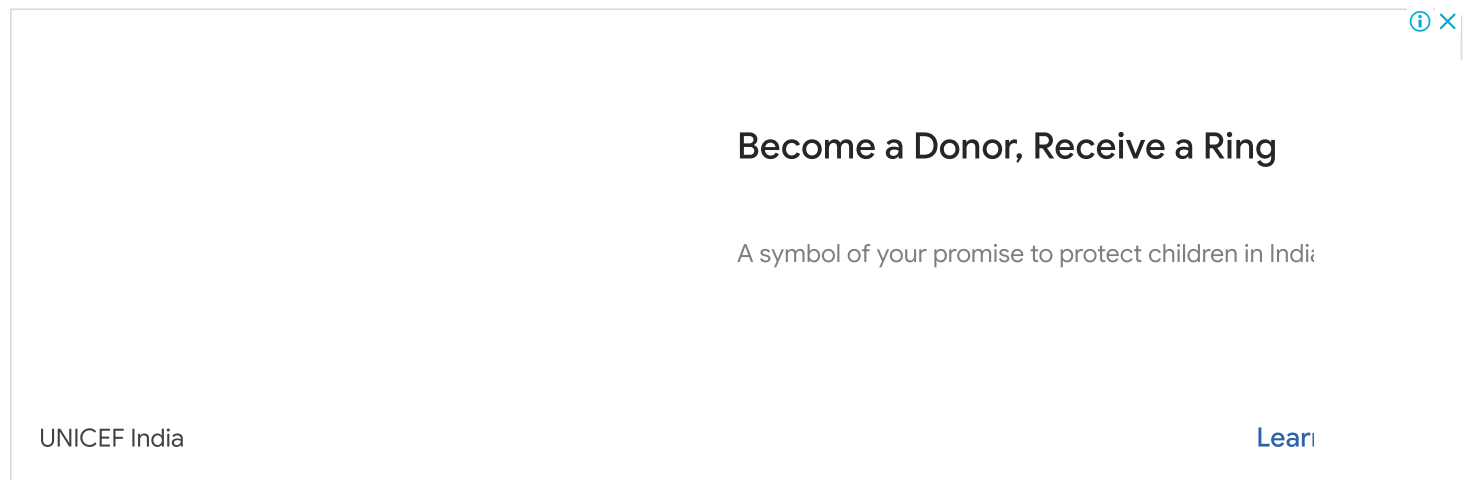 Become a Donor, Receive a Ring
A symbol of your promise to protect children in
UNICEF India